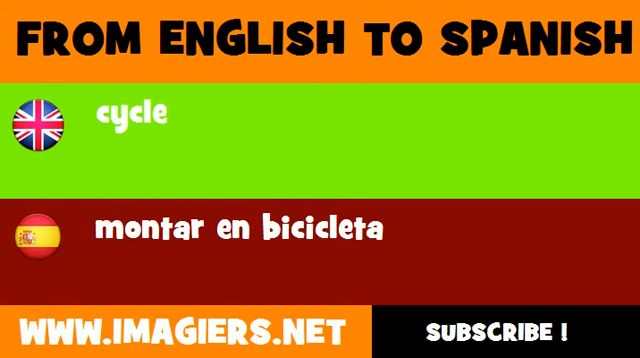 FROM ENGLISH TO SPANISH
cycle
montar en bicicleta
WWW.IMAGIERS.NET
SUBSCRIBE !